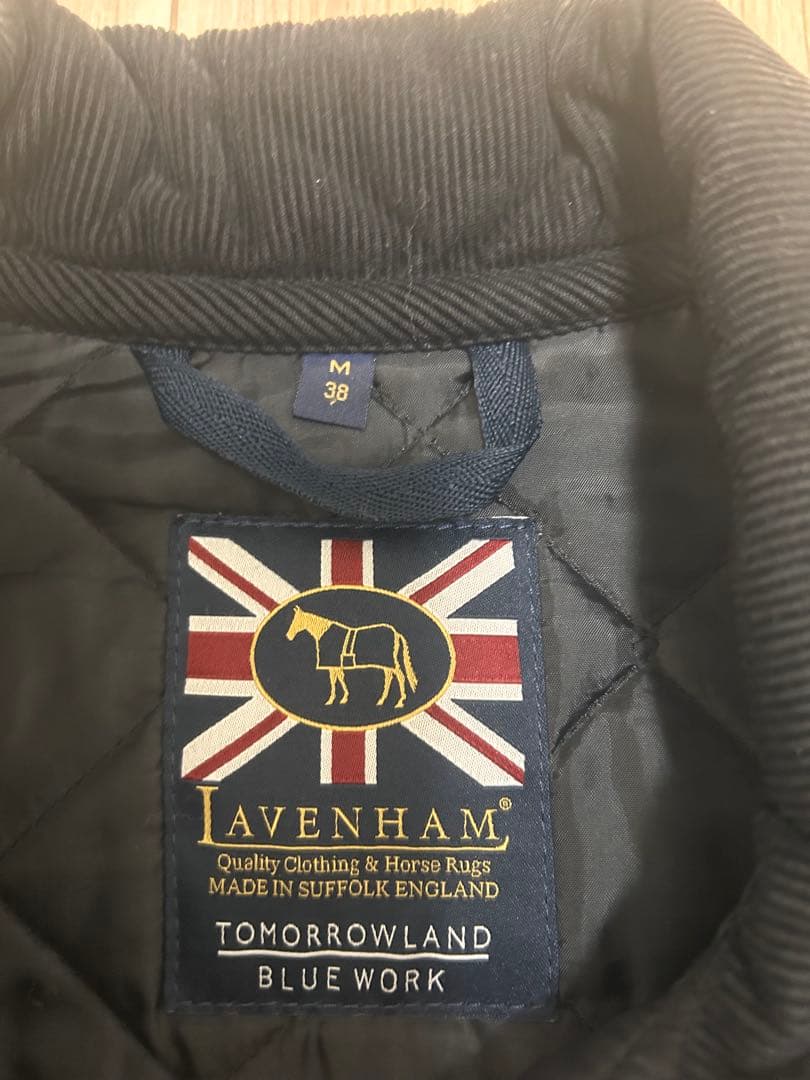 M
38
LAVENHAM®
Quality Clothing & Horse Rugs
MADE IN SUFFOLK ENGLAND
TOMORROWLAND
BLUE WORK